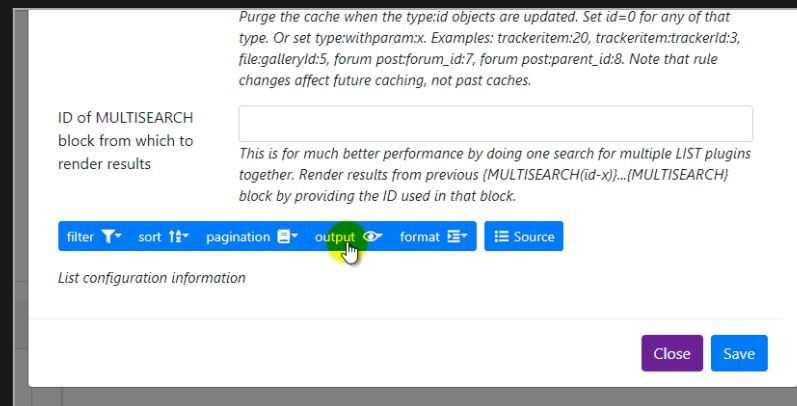 Purge the cache when the type:id objects are updated. Set id=0 for any of that
type. Or set type:withparam:x. Examples: trackeritem:20, trackeritem:trackerId:3,
file:galleryId:5, forum post:forum_id:7, forum post:parent_id:8. Note that rule
changes affect future caching, not past caches.
ID of MULTISEARCH
block from which to
render results
This is for much better performance by doing one search for multiple LIST plugins
together. Render results from previous {MULTISEARCH(id-x)}...{MULTISEARCH}
block by providing the ID used in that block.
filter sort pagination output format Source
List configuration information
Close Save